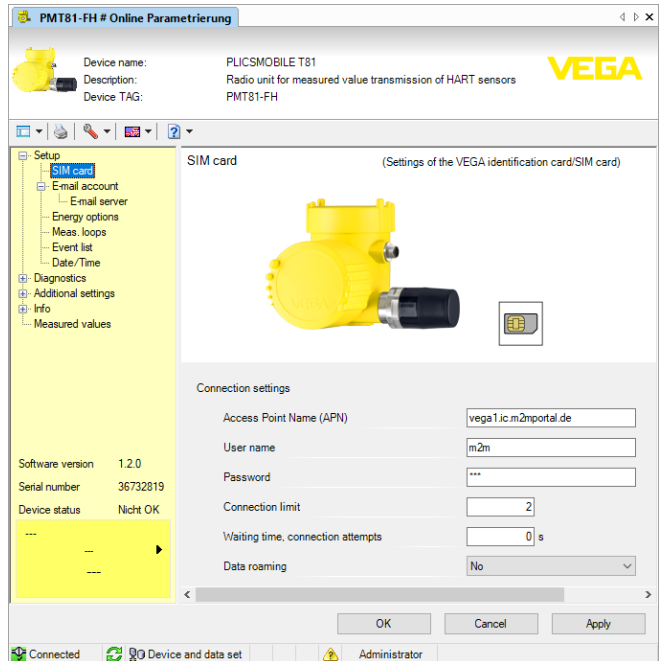 PMT81-FH # Online Parametrierung
Device name: PLICSMOBILE T81
Description: Radio unit for measured value transmission of HART sensors
Device TAG: PMT81-FH
VEGA
Setup
SIM card
E-mail account
E-mail server
Energy options
Meas. loops
Event list
Date/Time
Diagnostics
Additional settings
Info
Measured values
Software version 1.2.0
Serial number 36732819
Device status Nicht OK
---
--
---
SIM card (Settings of the VEGA identification card/SIM card)
VEGA
Connection settings
Access Point Name (APN) vega1.ic.m2mportal.de
User name m2m
Password ***
Connection limit 2
Waiting time, connection attempts 0 s
Data roaming No
OK Cancel Apply
Connected Device and data set Administrator